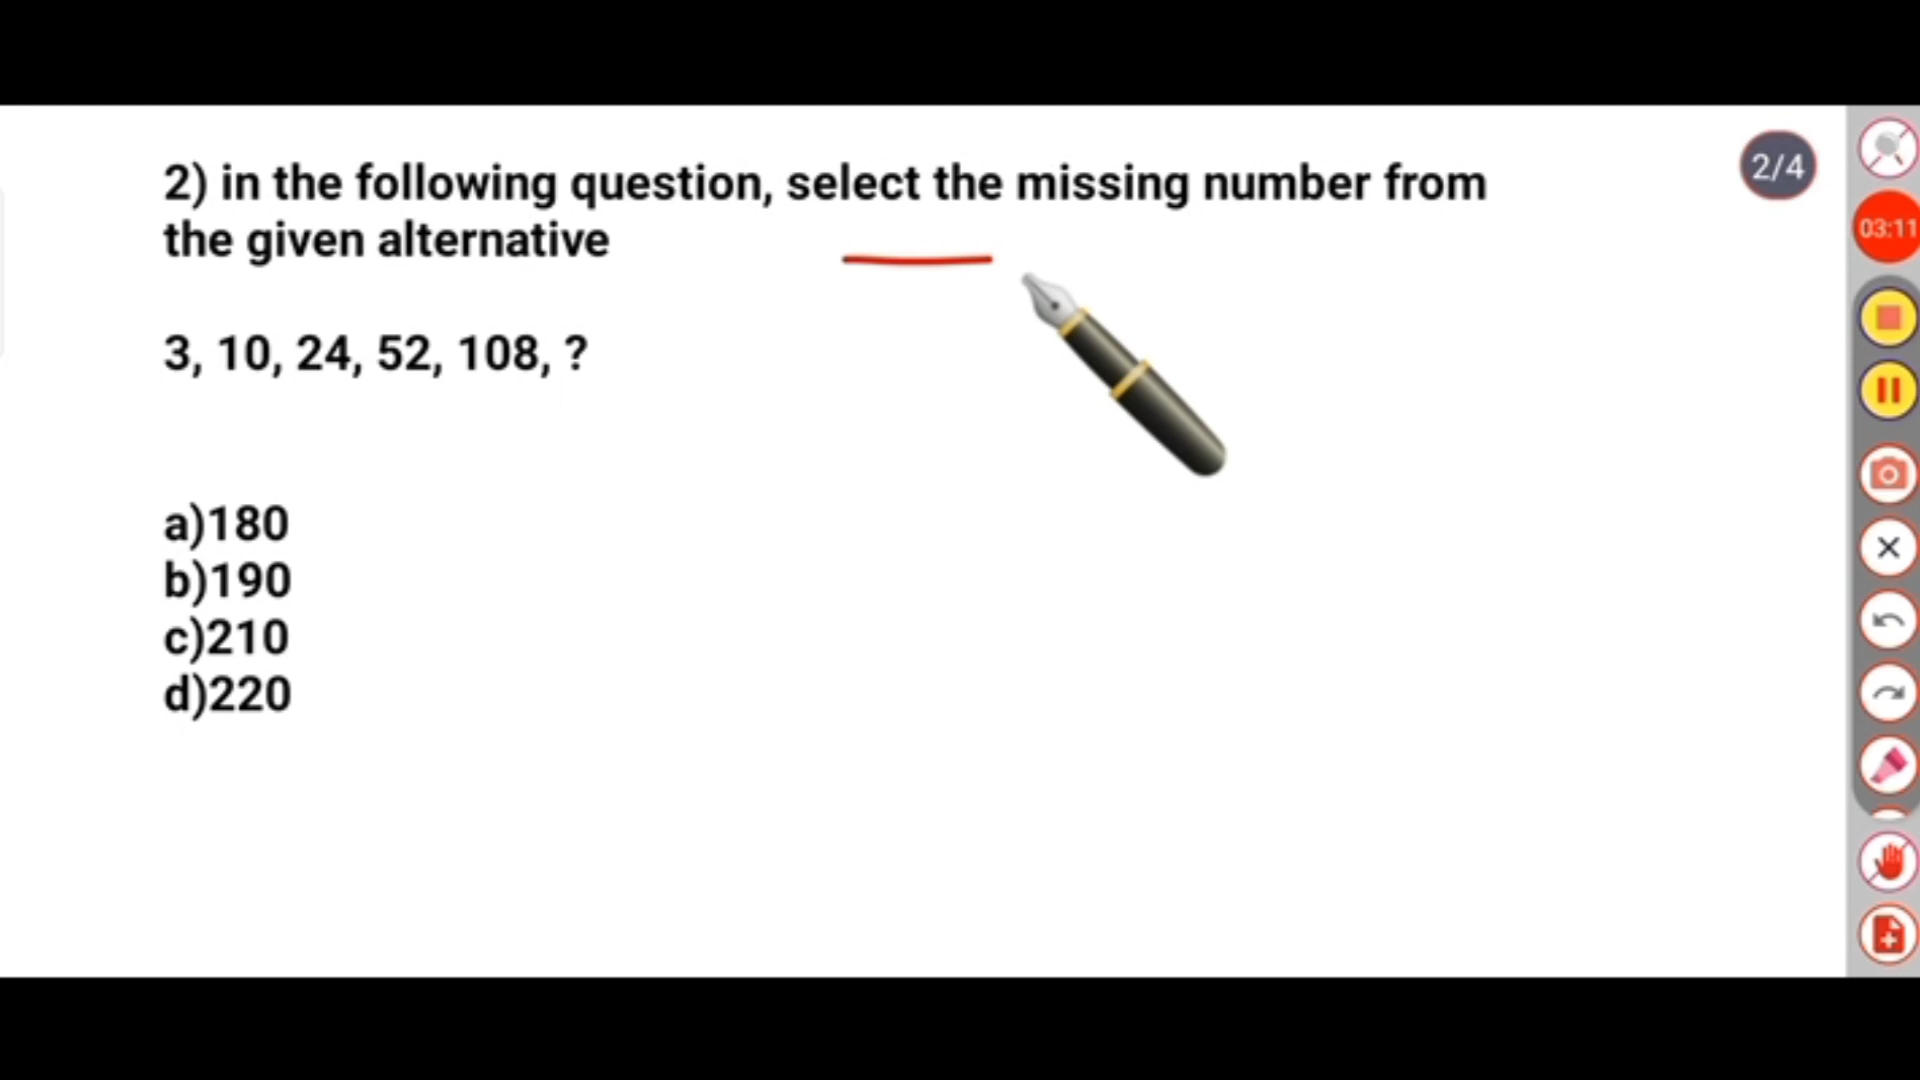 2) in the following question, select the missing number from
the given alternative
2/4
03:11
3, 10, 24, 52, 108, ?
a)180
b)190
c)210
d)220